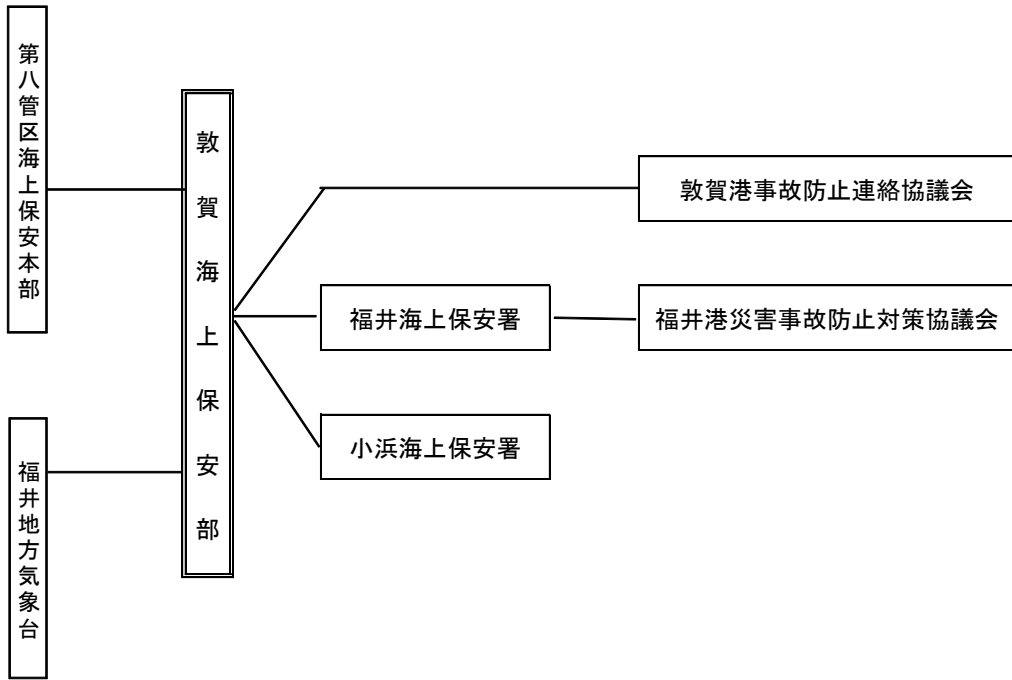 第八管区海上保安本部
福井地方気象台
敦賀海上保安部
敦賀港事故防止連絡協議会
福井海上保安署
福井港災害事故防止対策協議会
小浜海上保安署